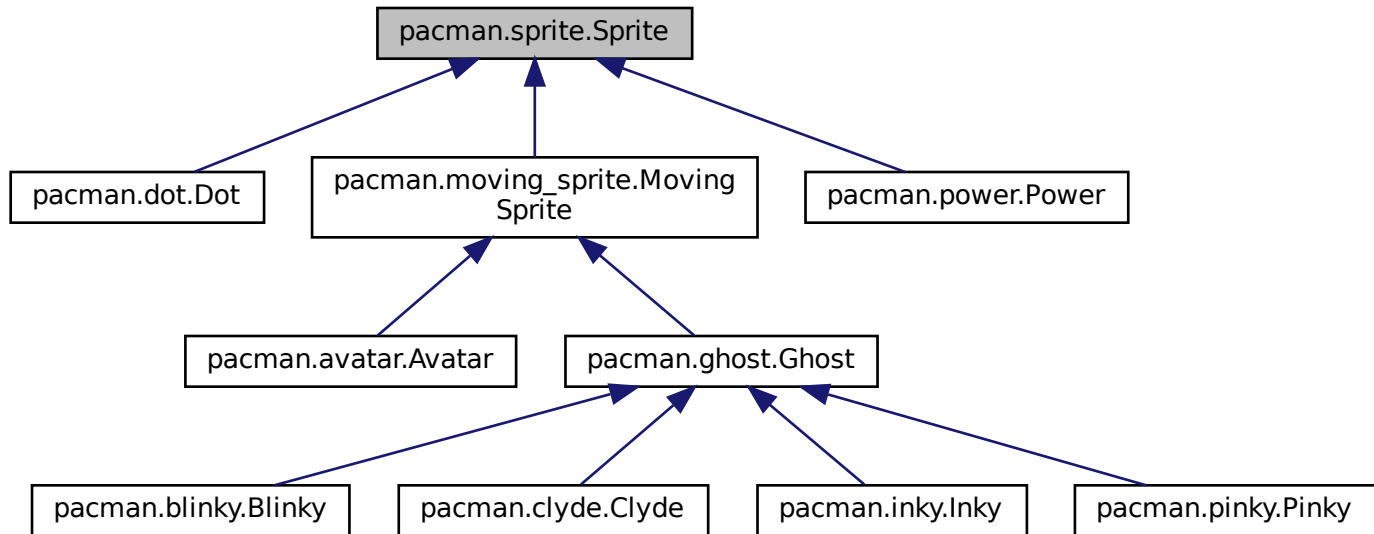 pacman.sprite.Sprite
pacman.dot.Dot
pacman.moving_sprite.Moving
Sprite
pacman.power.Power
pacman.avatar.Avatar
pacman.ghost.Ghost
pacman.blinky.Blinky
pacman.clyde.Clyde
pacman.inky.Inky
pacman.pinky.Pinky